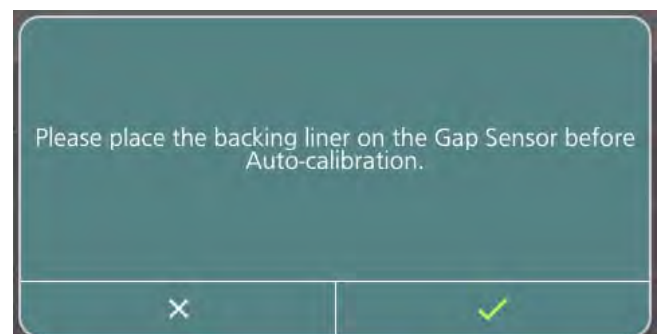 Please place the backing liner on the Gap Sensor before
Auto-calibration.